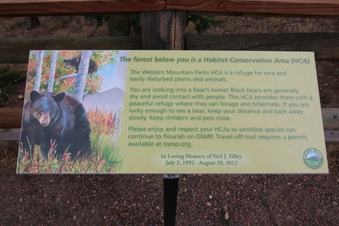 The forest below you is a Habitat Conservation Area (HCA)
The Western Mountain Parks HCA is a refuge for rare and
easily disturbed plants and animals.
You are looking into a bear's home! Black bears are generally
shy and avoid contact with people. This HCA provides them with a
peaceful refuge where they can forage and hibernate. If you are
lucky enough to see a bear, keep your distance and back away
slowly. Keep children and pets close.
Please enjoy and respect your HCAs so sensitive species can
continue to flourish on OSMP. Travel off-trail requires a permit,
available at osmp.org.
In Loving Memory of Neil J. Filley
July 2, 1992 - August 20, 2012